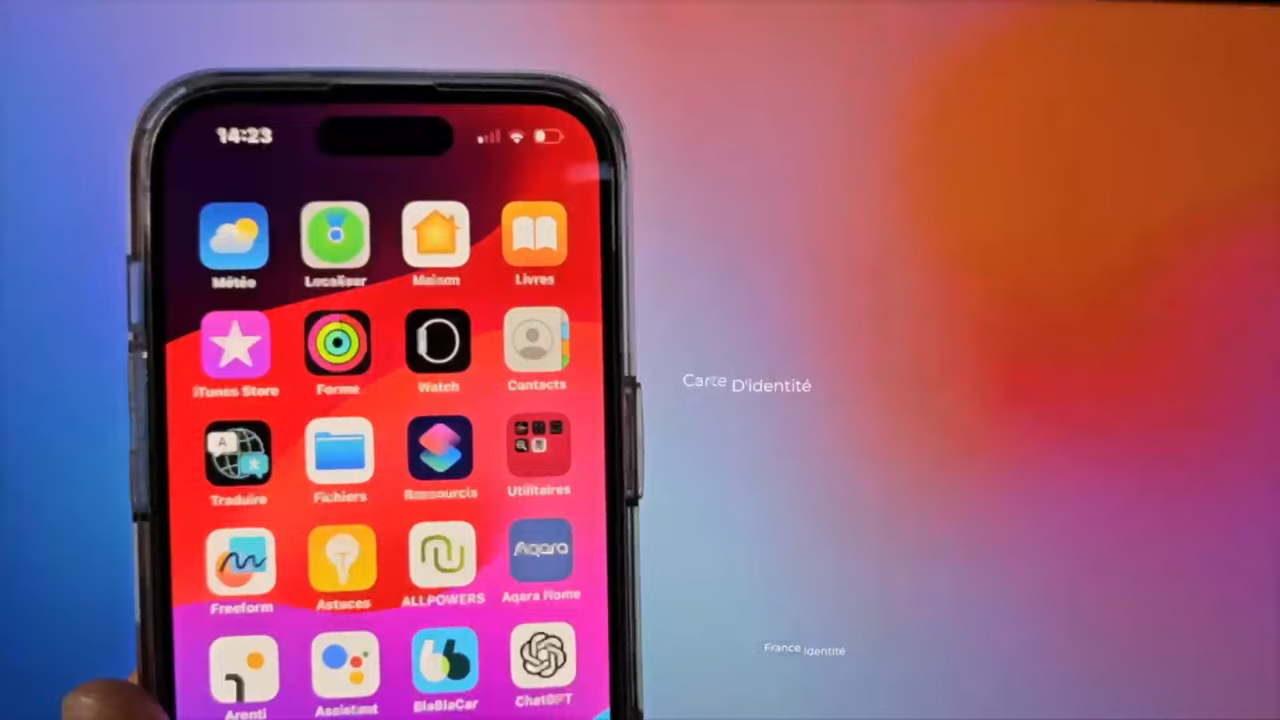 14:23
Météo Localiser Maison Livres
iTunes Store Forme Watch Contacts
A
Traduire Fichiers Raccourcis Utilitaires
Aqara
Freeform Astuces ALLPOWERS Aqara Home
Arenti Assistant BlaBlaCar ChatGPT
Carte D'identité
France Identité